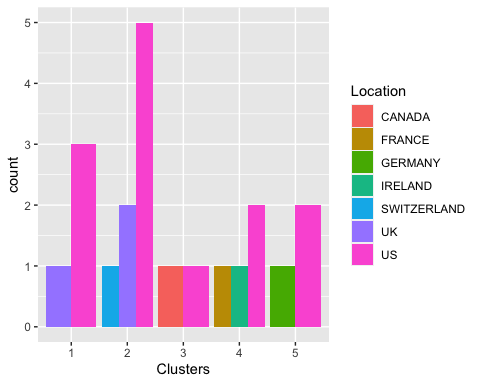 5
4
3
2
1
0
count
1 2 3 4 5
Clusters
Location
CANADA
FRANCE
GERMANY
IRELAND
SWITZERLAND
UK
US